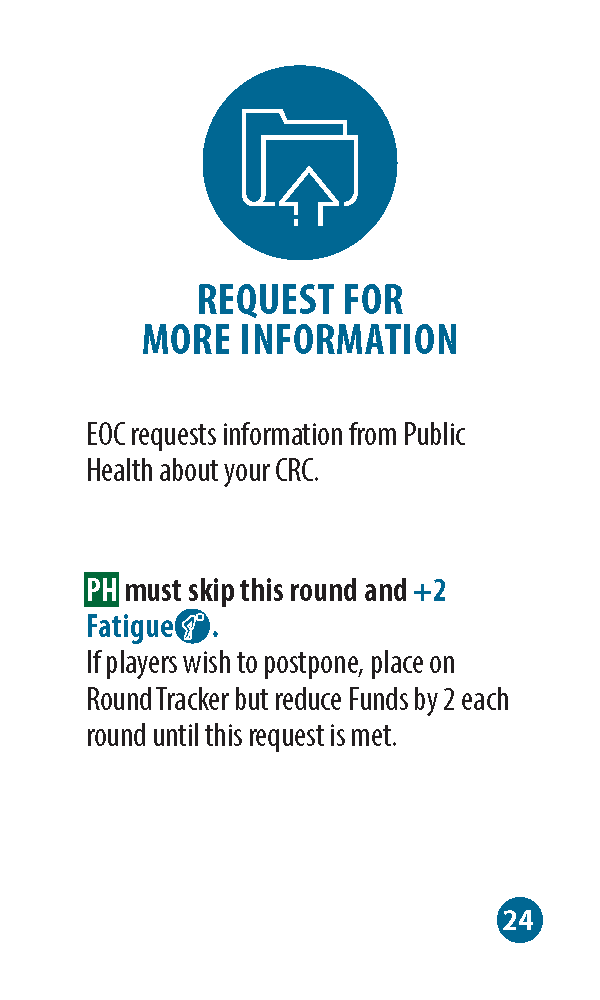 REQUEST FOR
MORE INFORMATION
EOC requests information from Public
Health about your CRC.
PH must skip this round and +2
Fatigue.
If players wish to postpone, place on
Round Tracker but reduce Funds by 2 each
round until this request is met.
24